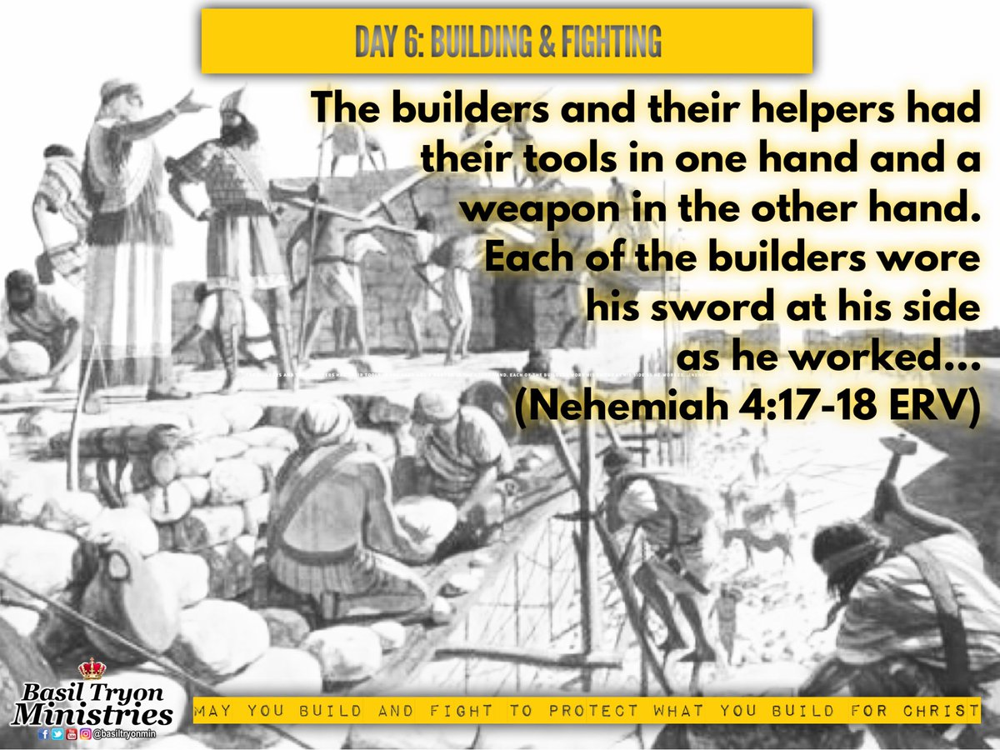 DAY 6: BUILDING & FIGHTING
The builders and their helpers had
their tools in one hand and a
weapon in the other hand.
Each of the builders wore
his sword at his side
as he worked...
(Nehemiah 4:17-18 ERV)
Basil Tryon
Ministries
@basiltryonmin
MAY YOU BUILD AND FIGHT TO PROTECT WHAT YOU BUILD FOR CHRIST